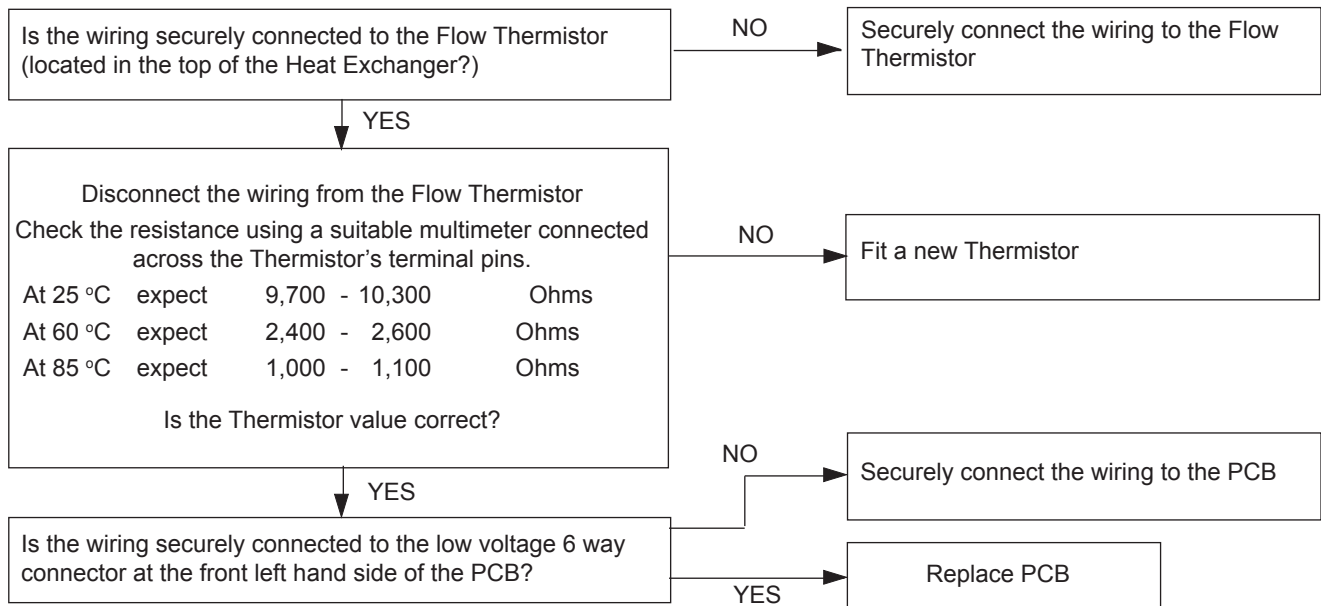 Is the wiring securely connected to the Flow Thermistor
(located in the top of the Heat Exchanger?)
NO
Securely connect the wiring to the Flow
Thermistor
YES
Disconnect the wiring from the Flow Thermistor
Check the resistance using a suitable multimeter connected
across the Thermistor’s terminal pins.
At 25 °C expect 9,700 - 10,300 Ohms
At 60 °C expect 2,400 - 2,600 Ohms
At 85 °C expect 1,000 - 1,100 Ohms
Is the Thermistor value correct?
NO
Fit a new Thermistor
YES
Is the wiring securely connected to the low voltage 6 way
connector at the front left hand side of the PCB?
NO
Securely connect the wiring to the PCB
YES
Replace PCB